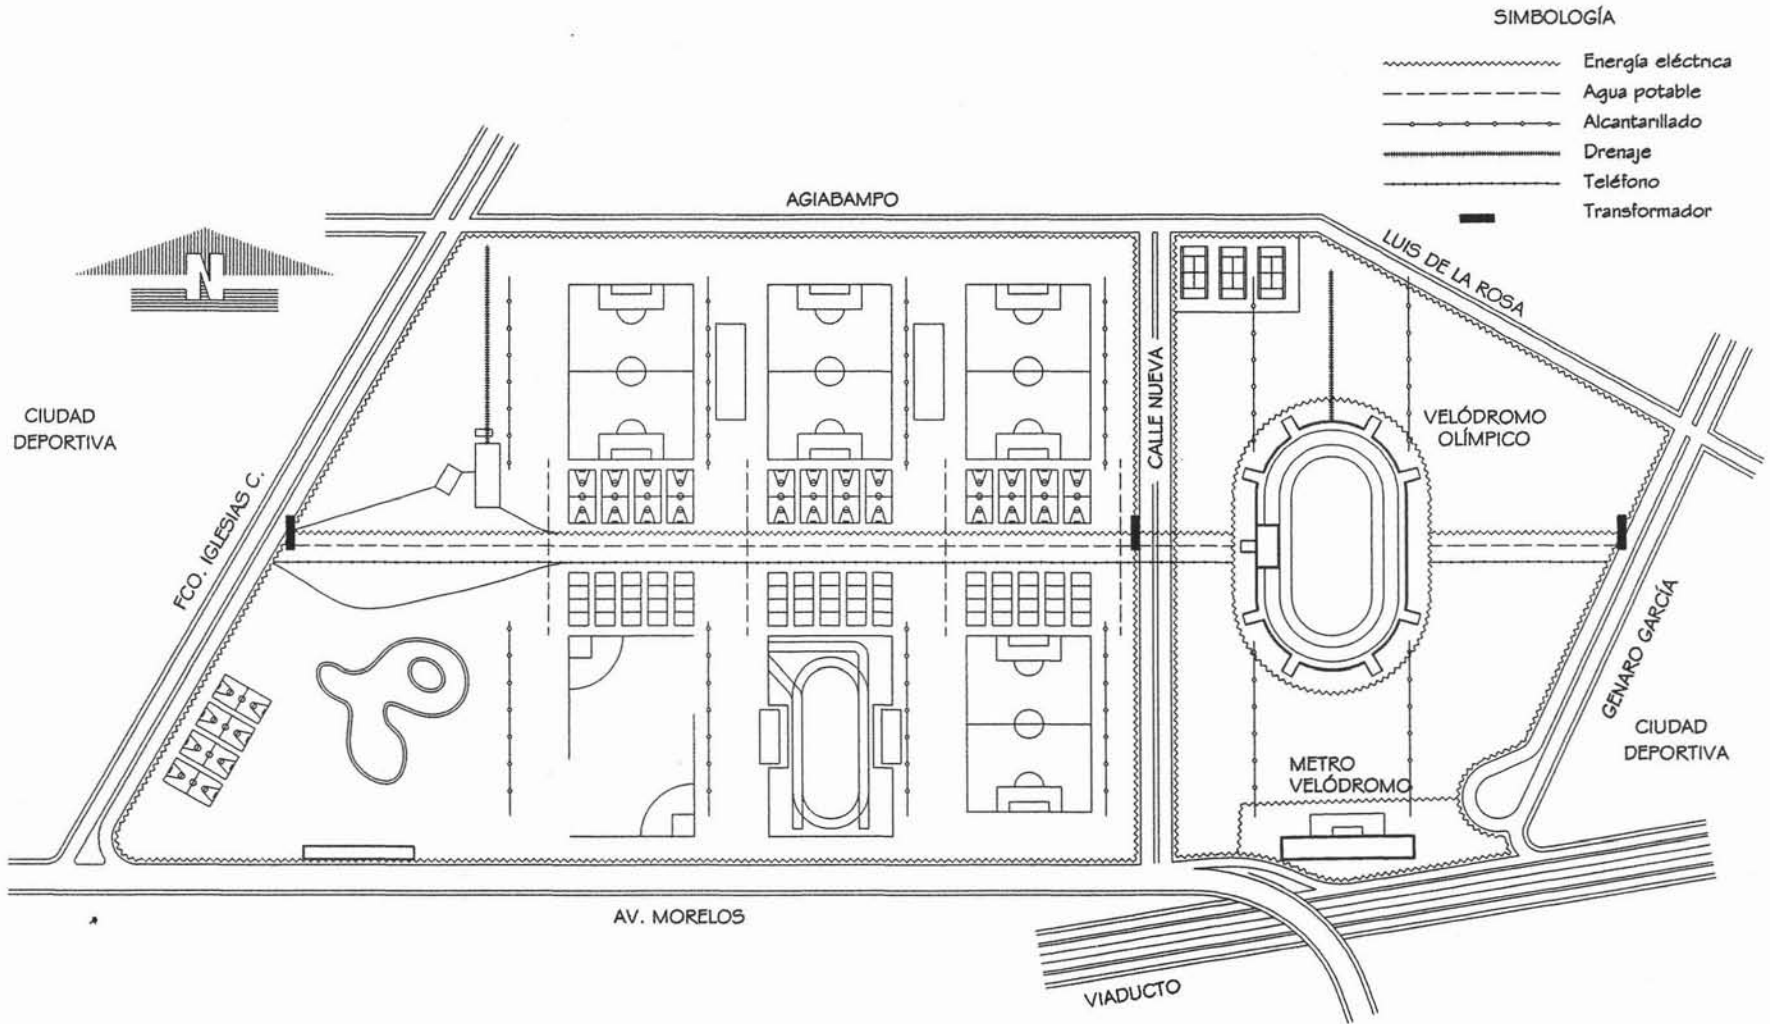 SIMBOLOGÍA
Energía eléctrica
Agua potable
Alcantarillado
Drenaje
Teléfono
Transformador
AGIABAMPO
LUIS DE LA ROSA
N
CALLE NUEVA
CIUDAD
DEPORTIVA
VELÓDROMO
OLÍMPICO
FCO. IGLESIAS C.
GENARO GARCÍA
CIUDAD
DEPORTIVA
METRO
VELÓDROMO
AV. MORELOS
VIADUCTO